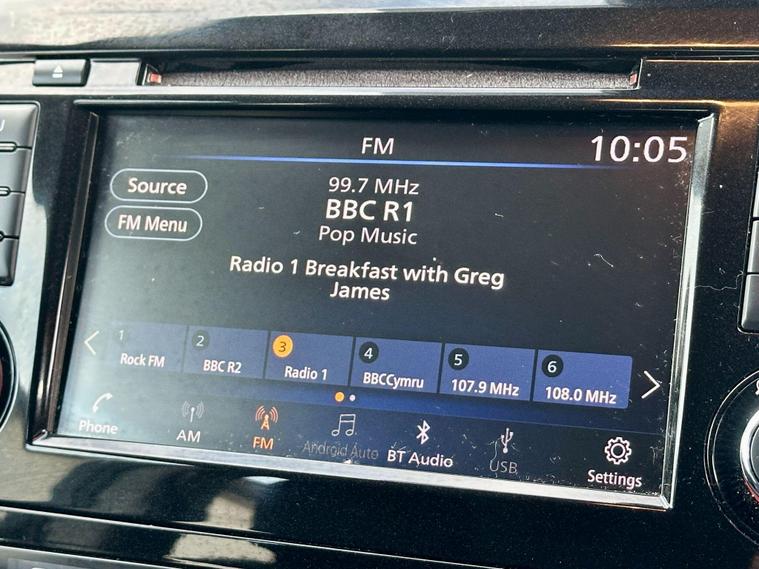 FM
10:05
Source
99.7 MHz
FM Menu
BBC R1
Pop Music
Radio 1 Breakfast with Greg
James
1
Rock FM
2
BBC R2
3
Radio 1
4
BBCCymru
5
107.9 MHz
6
108.0 MHz
Phone
AM
FM
Android Auto
BT Audio
USB
Settings